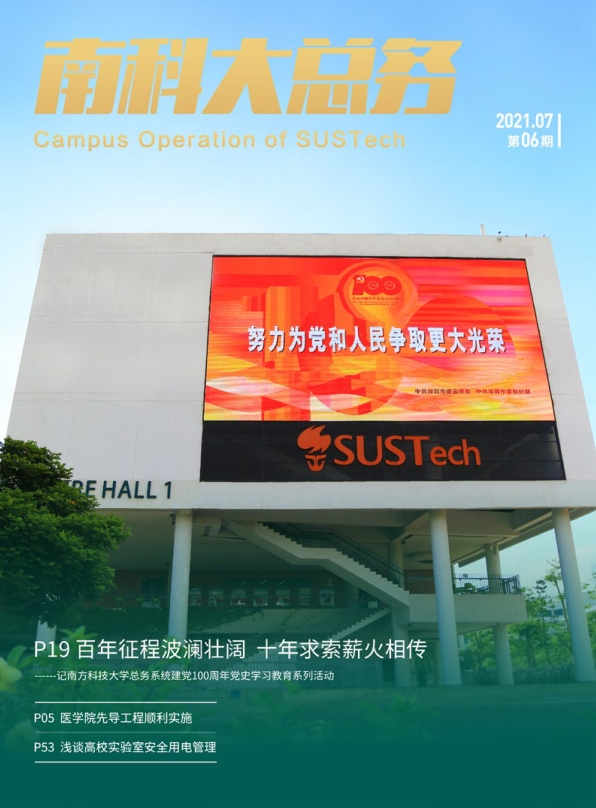 南科大总务
Campus Operation of SUSTech
2021.07
第06期
100
努力为党和人民争取更大光荣
SUSTech
HALL 1
P19 百年征程波澜壮阔 十年求索薪火相传
------记南方科技大学总务系统建党100周年党史学习教育系列活动
P05 医学院先导工程顺利实施
P53 浅谈高校实验室安全用电管理